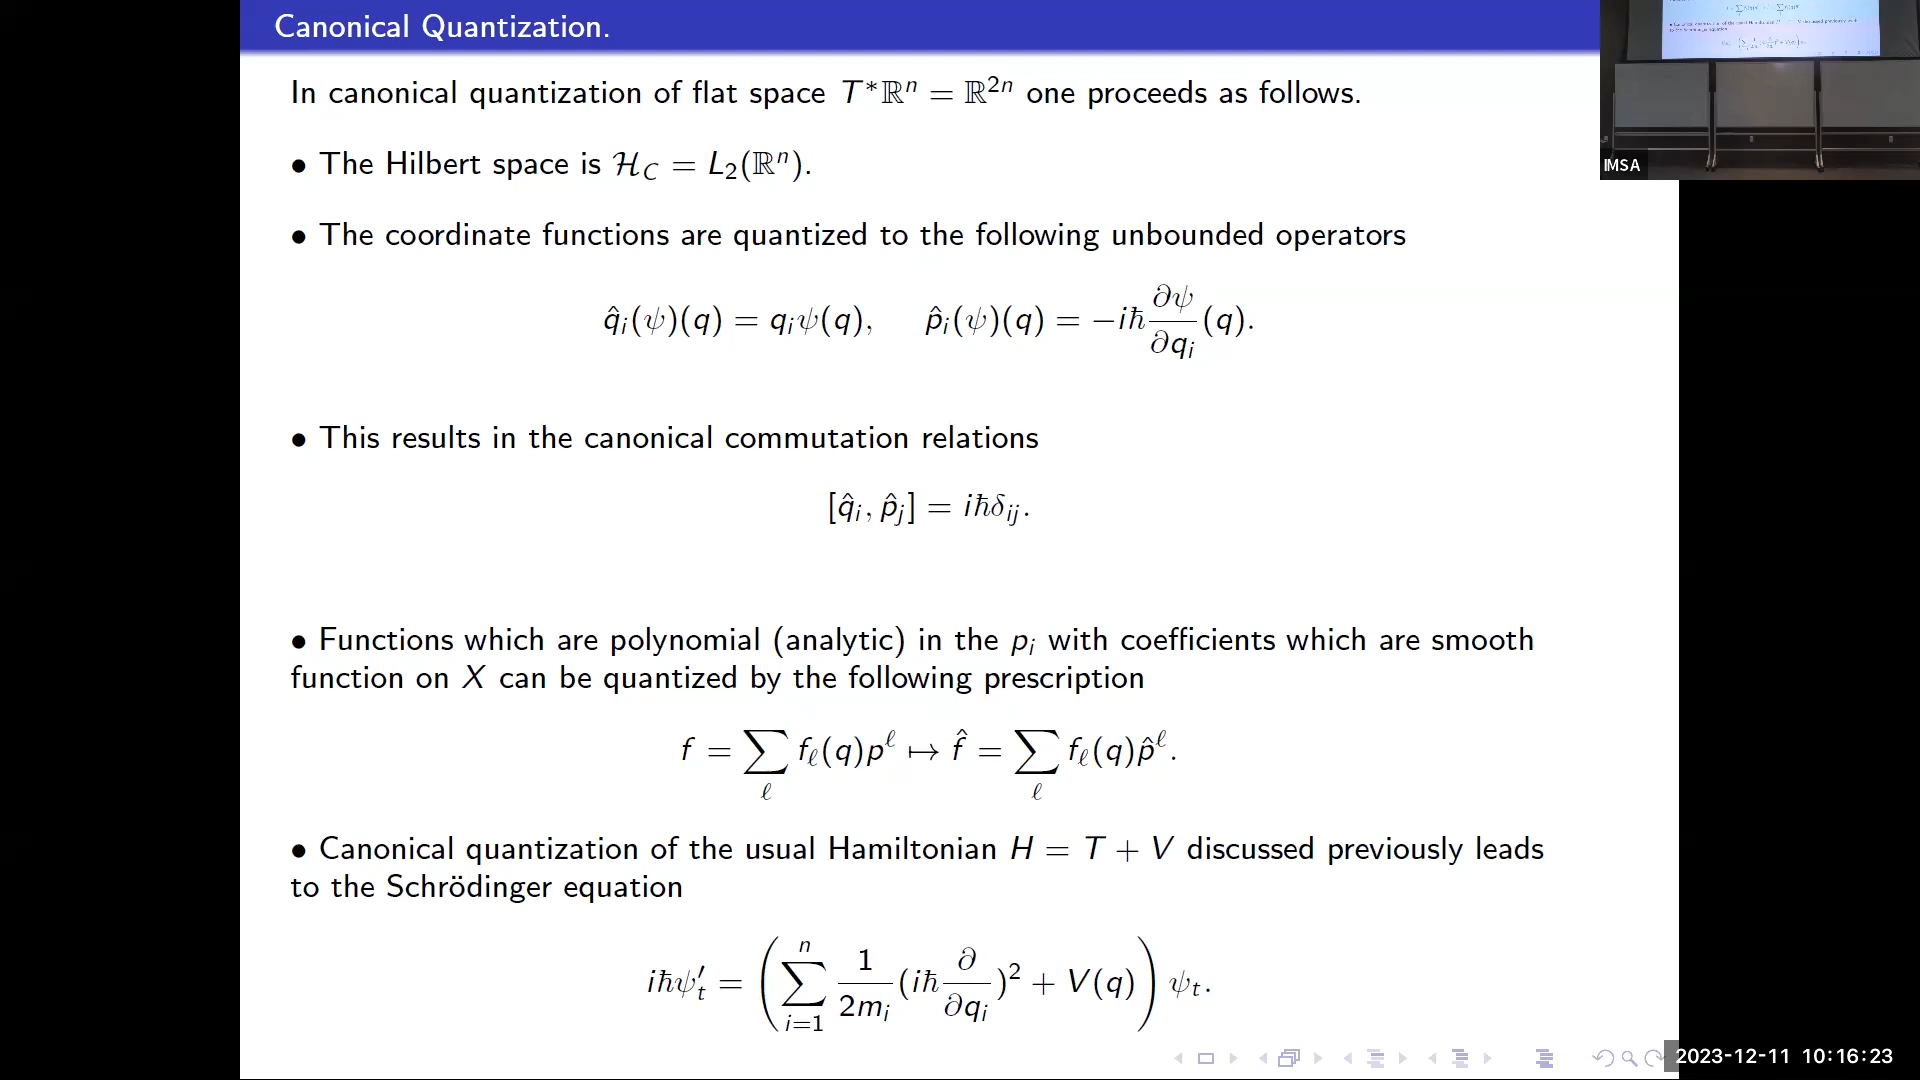 Canonical Quantization.
In canonical quantization of flat space T*ℝⁿ = ℝ²ⁿ one proceeds as follows.
• The Hilbert space is ℋ_C = L₂(ℝⁿ).
• The coordinate functions are quantized to the following unbounded operators
q̂ᵢ(ψ)(q) = qᵢψ(q), p̂ᵢ(ψ)(q) = −iℏ ∂ψ/∂qᵢ (q).
• This results in the canonical commutation relations
[q̂ᵢ, p̂ⱼ] = iℏδᵢⱼ.
• Functions which are polynomial (analytic) in the pᵢ with coefficients which are smooth
function on X can be quantized by the following prescription
f = ∑_ℓ f_ℓ(q)p^ℓ ↦ f̂ = ∑_ℓ f_ℓ(q)p̂^ℓ.
• Canonical quantization of the usual Hamiltonian H = T + V discussed previously leads
to the Schrödinger equation
iℏψ′ₜ = (∑_{i=1}^{n} 1/2mᵢ (iℏ ∂/∂qᵢ)² + V(q)) ψₜ.
IMSA
2023-12-11 10:16:23